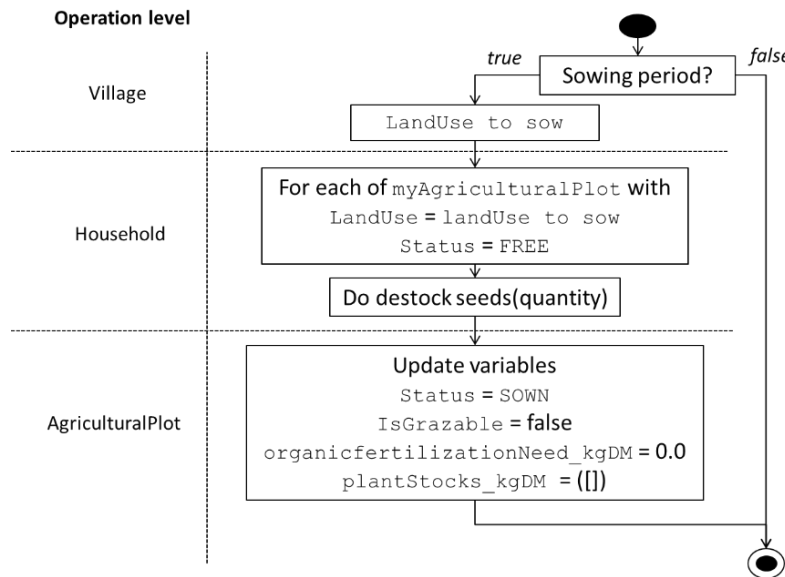 Operation level
true
false
Sowing period?
Village
LandUse to sow
For each of myAgriculturalPlot with
LandUse = landUse to sow
Status = FREE
Household
Do destock seeds(quantity)
Update variables
Status = SOWN
IsGrazable = false
AgriculturalPlot
organicfertilizationNeed_kgDM = 0.0
plantStocks_kgDM = ([])